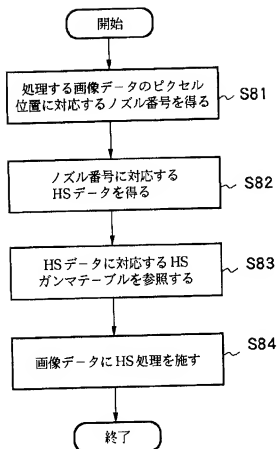 開始
処理する画像データのピクセル
位置に対応するノズル番号を得る
S81
ノズル番号に対応する
HSデータを得る
S82
HSデータに対応するHS
ガンマテーブルを参照する
S83
画像データにHS処理を施す
S84
終了